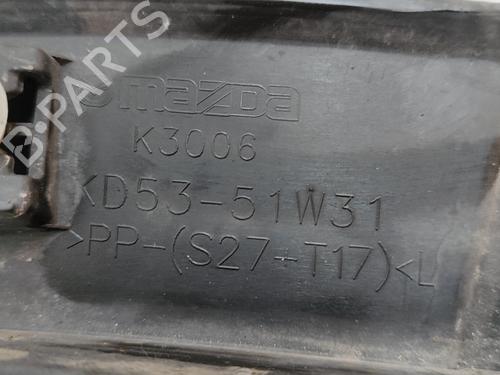 mazda
K3006
KD53-51W31
>PP-(S27-T17)<L
B-PARTS